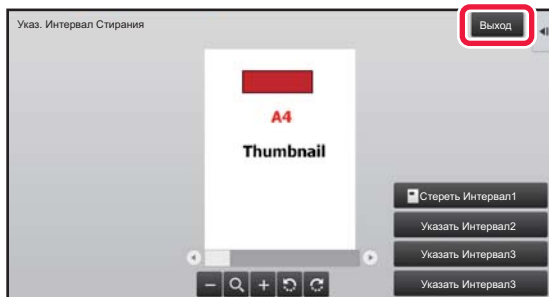 Указ. Интервал Стирания
Выход
A4
Thumbnail
Стереть Интервал1
Указать Интервал2
Указать Интервал3
Указать Интервал3